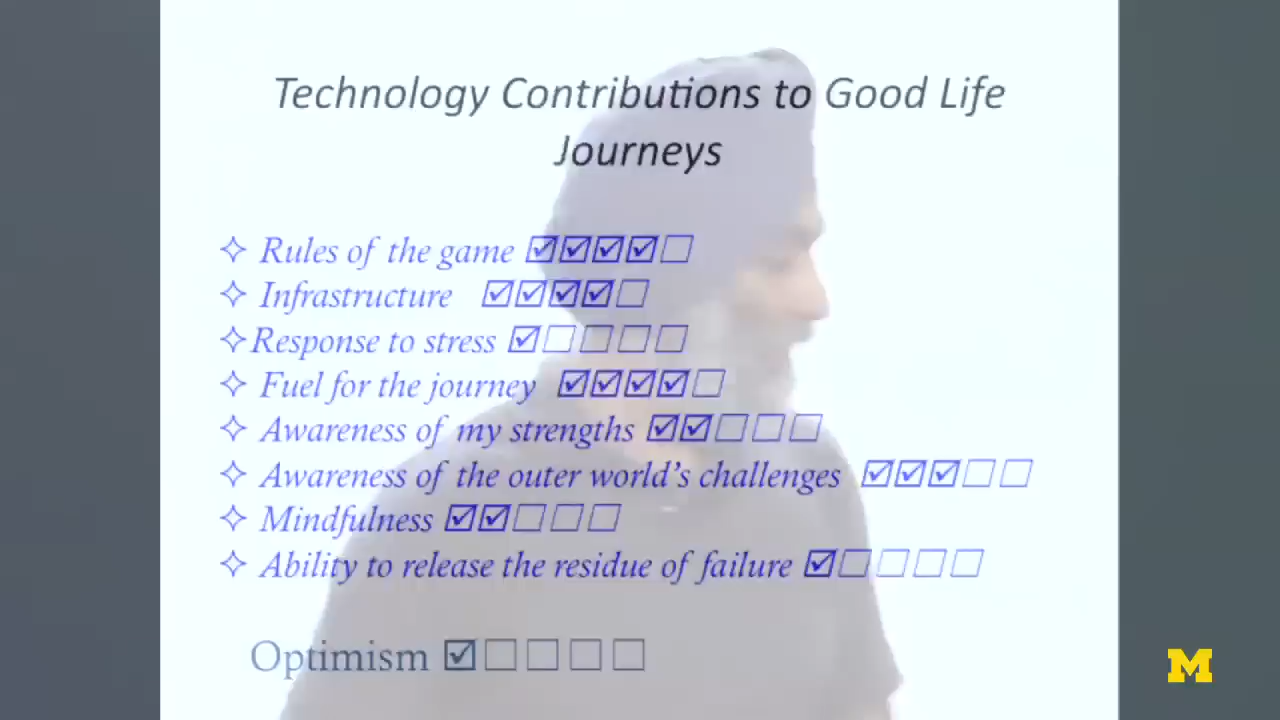 Technology Contributions to Good Life
Journeys
✧ Rules of the game ☑☑☑☑☐
✧ Infrastructure ☑☑☑☑☐
✧Response to stress ☑☐☐☐☐
✧ Fuel for the journey ☑☑☑☑☐
✧ Awareness of my strengths ☑☑☐☐☐
✧ Awareness of the outer world’s challenges ☑☑☑☐☐
✧ Mindfulness ☑☑☐☐☐
✧ Ability to release the residue of failure ☑☐☐☐☐
Optimism ☑☐☐☐☐
M